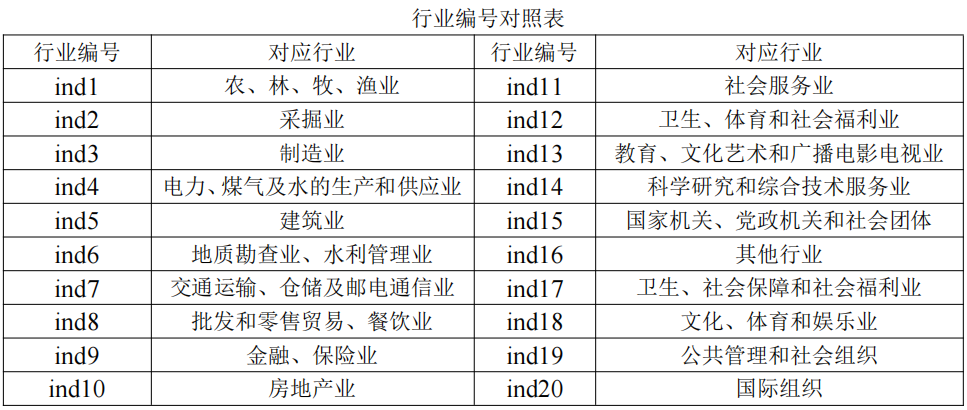 行业编号对照表
行业编号 对应行业 行业编号 对应行业
ind1 农、林、牧、渔业 ind11 社会服务业
ind2 采掘业 ind12 卫生、体育和社会福利业
ind3 制造业 ind13 教育、文化艺术和广播电影电视业
ind4 电力、煤气及水的生产和供应业 ind14 科学研究和综合技术服务业
ind5 建筑业 ind15 国家机关、党政机关和社会团体
ind6 地质勘查业、水利管理业 ind16 其他行业
ind7 交通运输、仓储及邮电通信业 ind17 卫生、社会保障和社会福利业
ind8 批发和零售贸易、餐饮业 ind18 文化、体育和娱乐业
ind9 金融、保险业 ind19 公共管理和社会组织
ind10 房地产业 ind20 国际组织